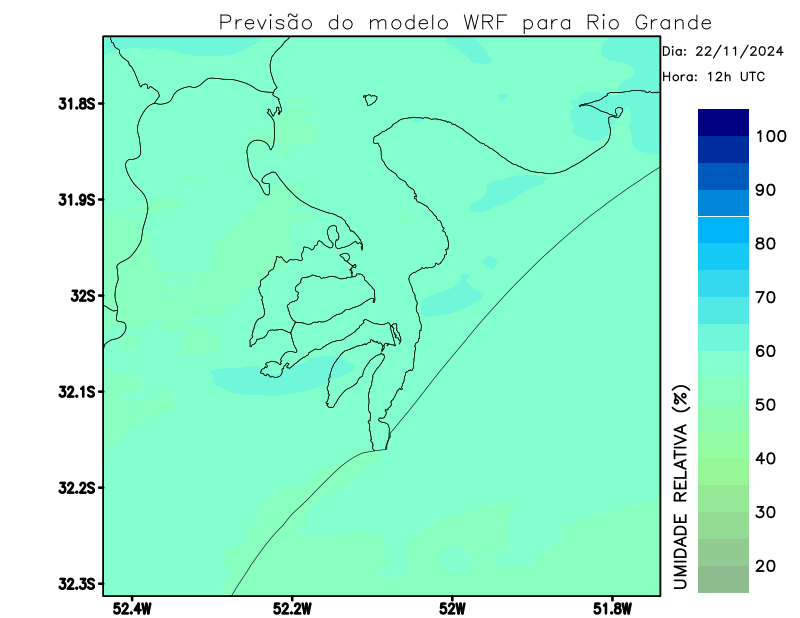 Previsão do modelo WRF para Rio Grande
Dia: 22/11/2024
Hora: 12h UTC
31.8S
31.9S
32S
32.1S
32.2S
32.3S
52.4W 52.2W 52W 51.8W
100
90
80
70
60
50
40
30
20
UMIDADE RELATIVA (%)